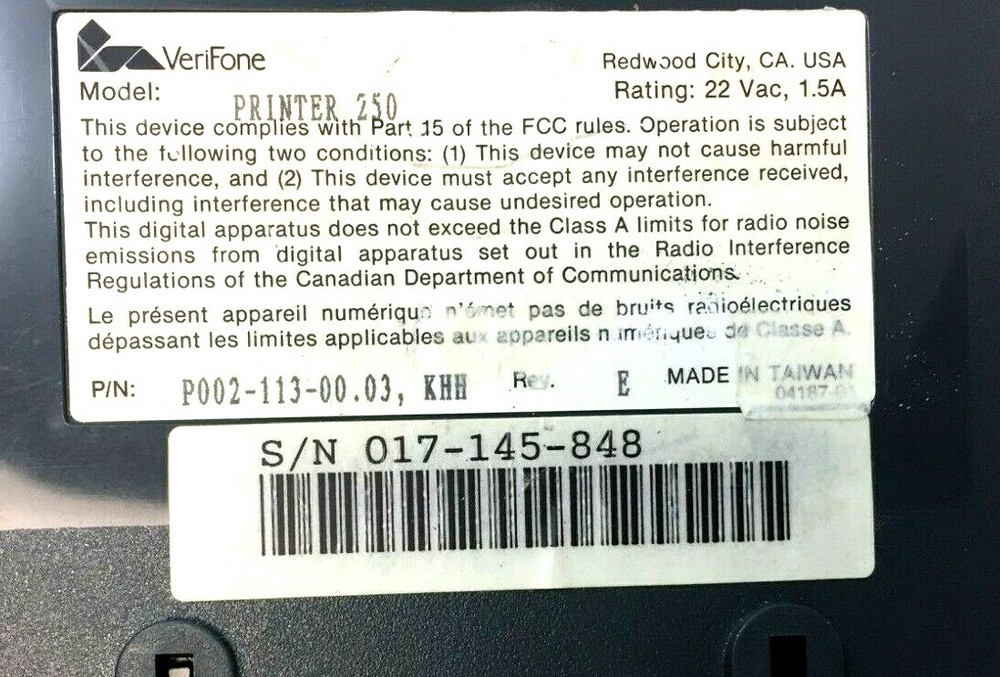 VeriFone
Redwood City, CA. USA
Model: PRINTER 250
Rating: 22 Vac, 1.5A
This device complies with Part 15 of the FCC rules. Operation is subject
to the following two conditions: (1) This device may not cause harmful
interference, and (2) This device must accept any interference received,
including interference that may cause undesired operation.
This digital apparatus does not exceed the Class A limits for radio noise
emissions from digital apparatus set out in the Radio Interference
Regulations of the Canadian Department of Communications.
Le présent appareil numérique n'émet pas de bruits radioélectriques
dépassant les limites applicables aux appareils numériques de Classe A.
P/N: P002-113-00.03, KHH Rev. E MADE IN TAIWAN
04187-01
S/N 017-145-848